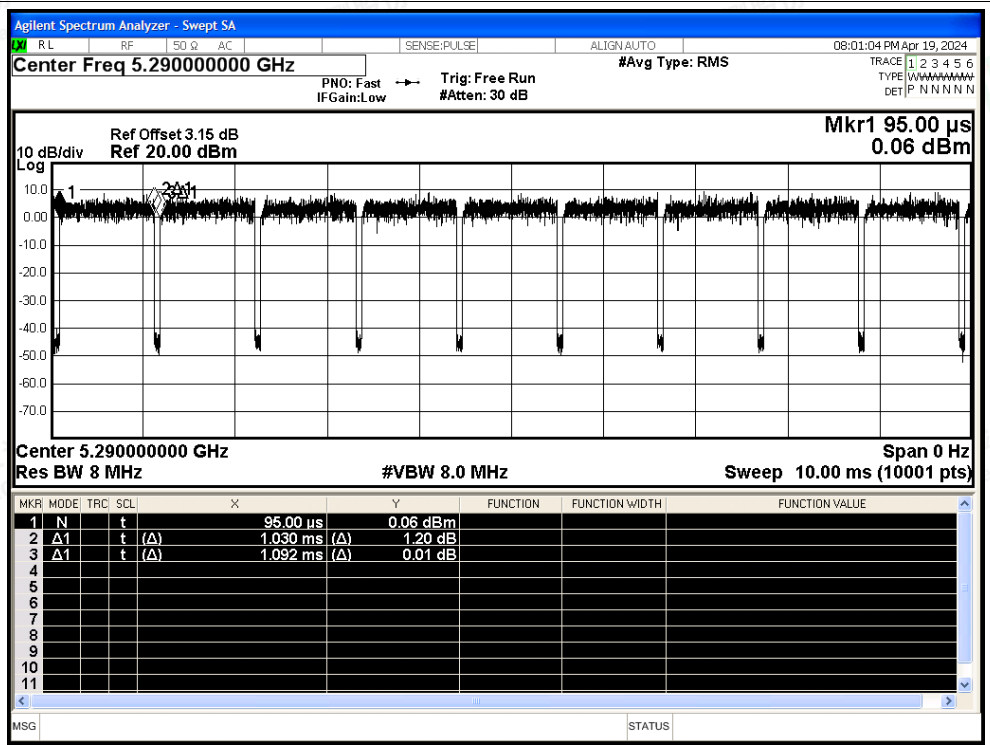 Agilent Spectrum Analyzer - Swept SA
LXI RL RF 50 Ω AC SENSE:PULSE ALIGN AUTO 08:01:04 PM Apr 19, 2024
Center Freq 5.290000000 GHz
PNO: Fast
IFGain:Low
Trig: Free Run
#Atten: 30 dB
#Avg Type: RMS
TRACE 1 2 3 4 5 6
TYPE
DET P N N N N N
Mkr1 95.00 µs
0.06 dBm
Ref Offset 3.15 dB
10 dB/div Ref 20.00 dBm
Log
10.0
0.00
-10.0
-20.0
-30.0
-40.0
-50.0
-60.0
-70.0
1
2Δ1
Center 5.290000000 GHz Span 0 Hz
Res BW 8 MHz #VBW 8.0 MHz Sweep 10.00 ms (10001 pts)
MKR MODE TRC SCL X Y FUNCTION FUNCTION WIDTH FUNCTION VALUE
1 N t 95.00 µs 0.06 dBm
2 Δ1 t (Δ) 1.030 ms (Δ) 1.20 dB
3 Δ1 t (Δ) 1.092 ms (Δ) 0.01 dB
4
5
6
7
8
9
10
11
MSG STATUS